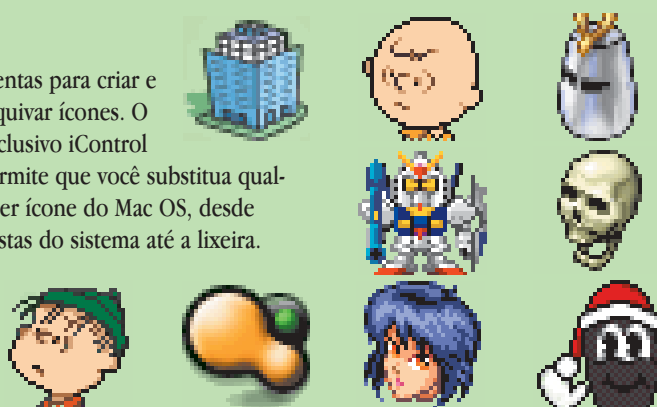 entas para criar e
quivar ícones. O
clusivo iControl
rmite que você substitua qual-
er ícone do Mac OS, desde
stas do sistema até a lixeira.